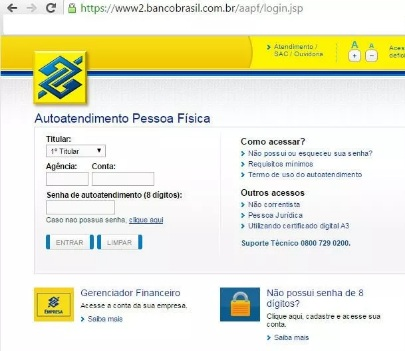 https://www2.bancobrasil.com.br/aapf/login.jsp
Atendimento /
SAC / Ouvidoria
A
A
+
-
Aces
defici
Autoatendimento Pessoa Física
Titular:
1º Titular
Agência:
Conta:
Senha de autoatendimento (8 dígitos):
Caso não possua senha, clique aqui
ENTRAR
LIMPAR
Como acessar?
Não possui ou esqueceu sua senha?
Requisitos mínimos
Termo de uso do autoatendimento
Outros acessos
Não correntista
Pessoa Jurídica
Utilizando certificado digital A3
Suporte Técnico 0800 729 0200.
EMPRESA
Gerenciador Financeiro
Acesse a conta da sua empresa.
Saiba mais
Não possui senha de 8
dígitos?
Clique aqui, cadastre e acesse sua
conta.
Saiba mais